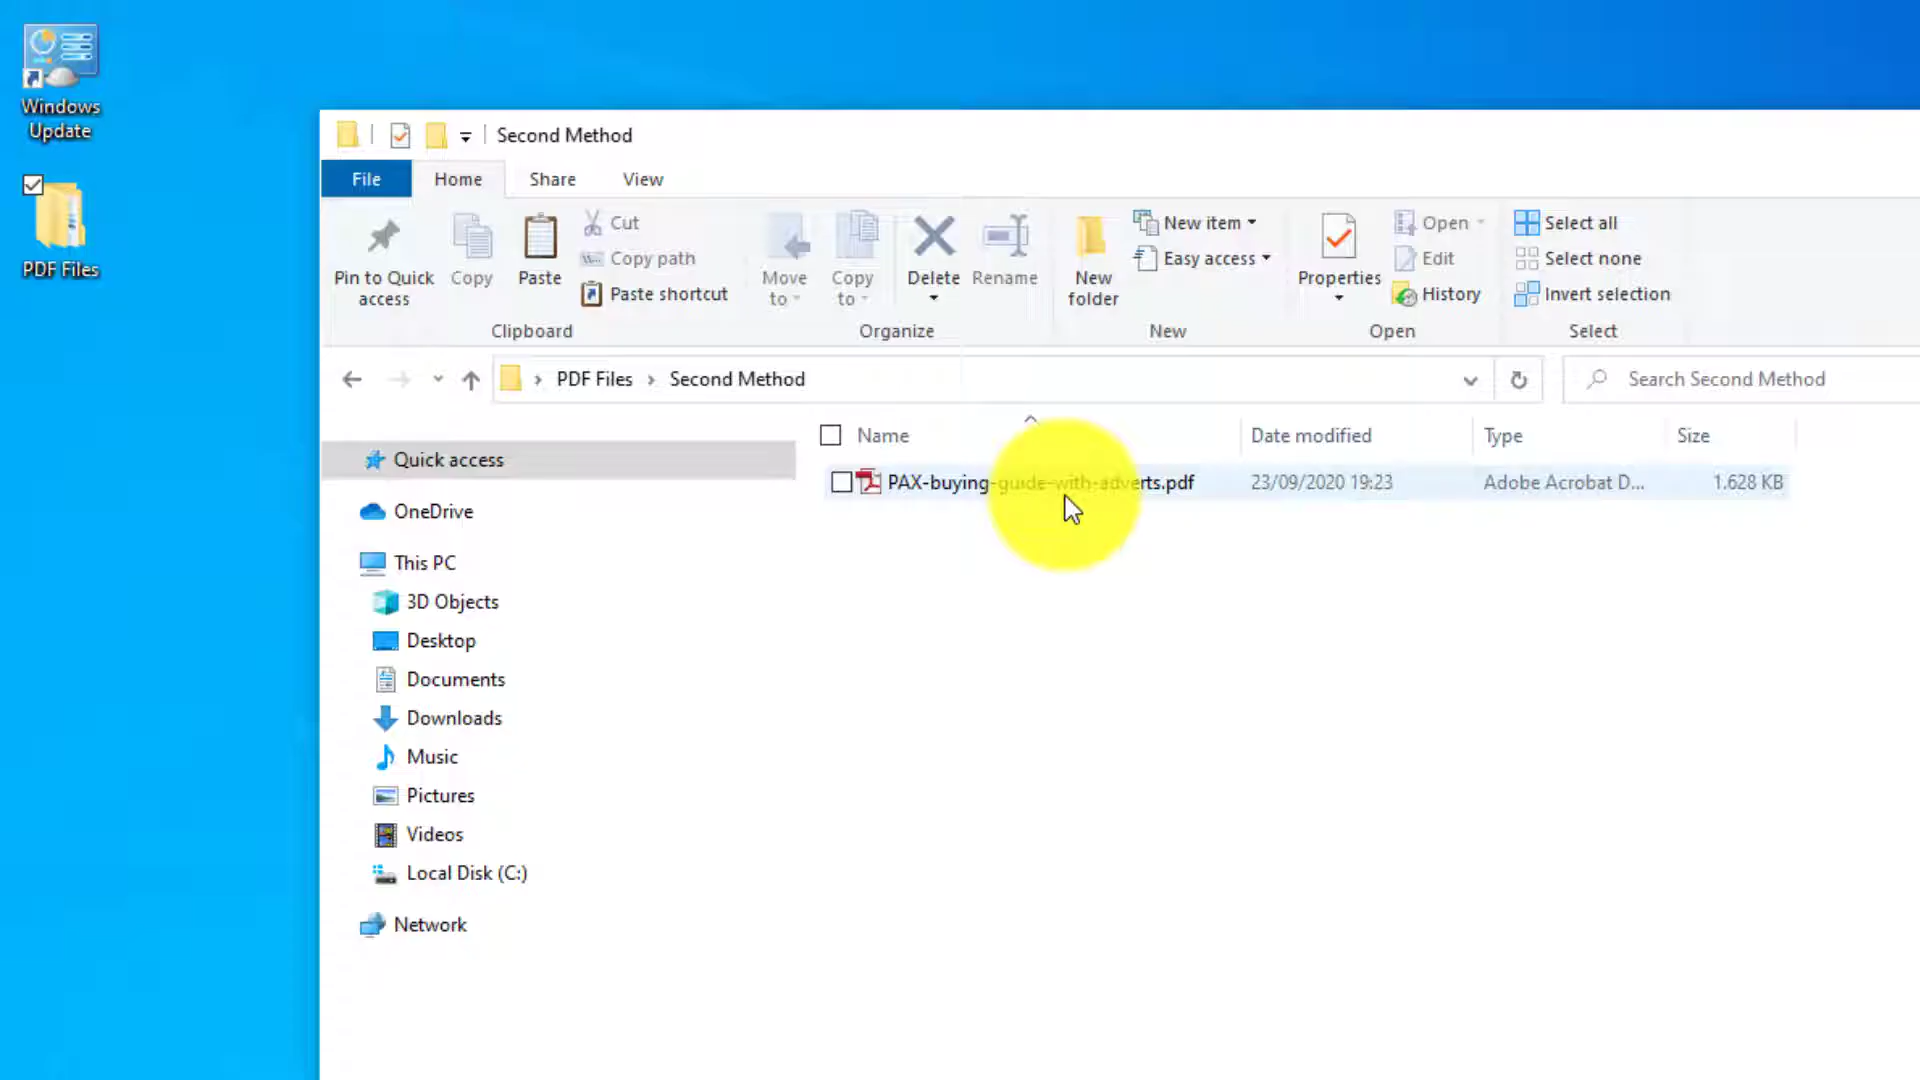 Windows
Update
PDF Files
Second Method
File
Home
Share
View
Pin to Quick
access
Copy
Paste
Cut
Copy path
Paste shortcut
Clipboard
Move
to
Copy
to
Delete
Rename
Organize
New
folder
New item
Easy access
New
Properties
Open
Edit
History
Open
Select all
Select none
Invert selection
Select
PDF Files
Second Method
Search Second Method
Name
Date modified
Type
Size
PAX-buying-guide-with-adverts.pdf
23/09/2020 19:23
Adobe Acrobat D...
1.628 KB
Quick access
OneDrive
This PC
3D Objects
Desktop
Documents
Downloads
Music
Pictures
Videos
Local Disk (C:)
Network